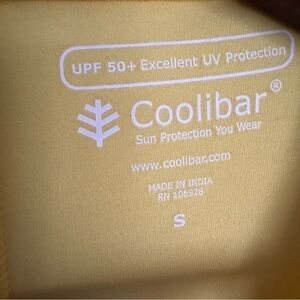 UPF 50+ Excellent UV Protection
Coolibar®
Sun Protection You Wear
www.coolibar.com
MADE IN INDIA
RN 106928
S